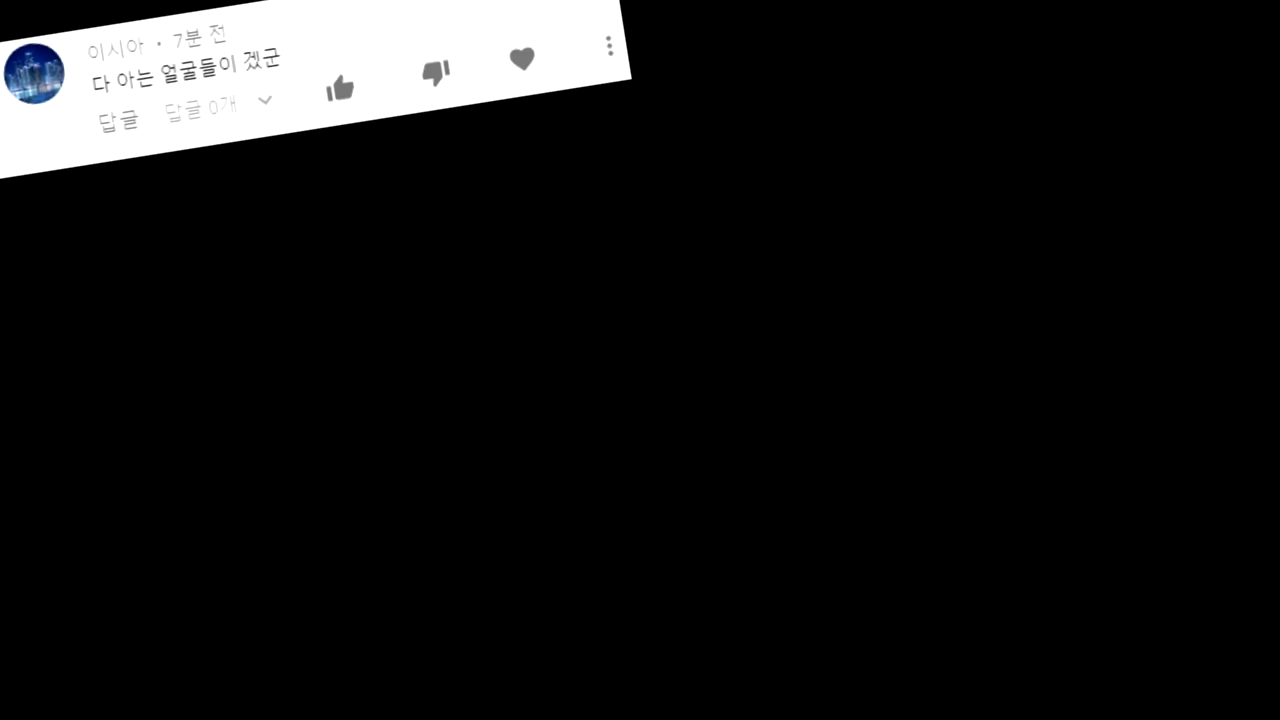 이시아 · 7분 전
다 아는 얼굴들이 겠군
답글 답글 0개